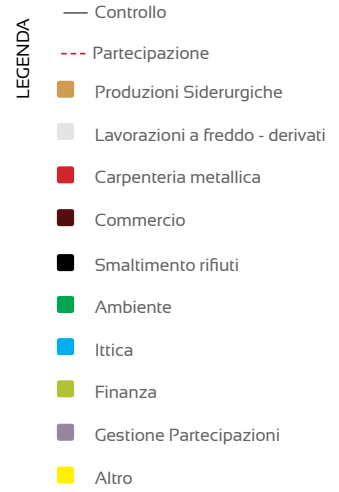 LEGENDA
Controllo
Partecipazione
Produzioni Siderurgiche
Lavorazioni a freddo - derivati
Carpenteria metallica
Commercio
Smaltimento rifiuti
Ambiente
Ittica
Finanza
Gestione Partecipazioni
Altro